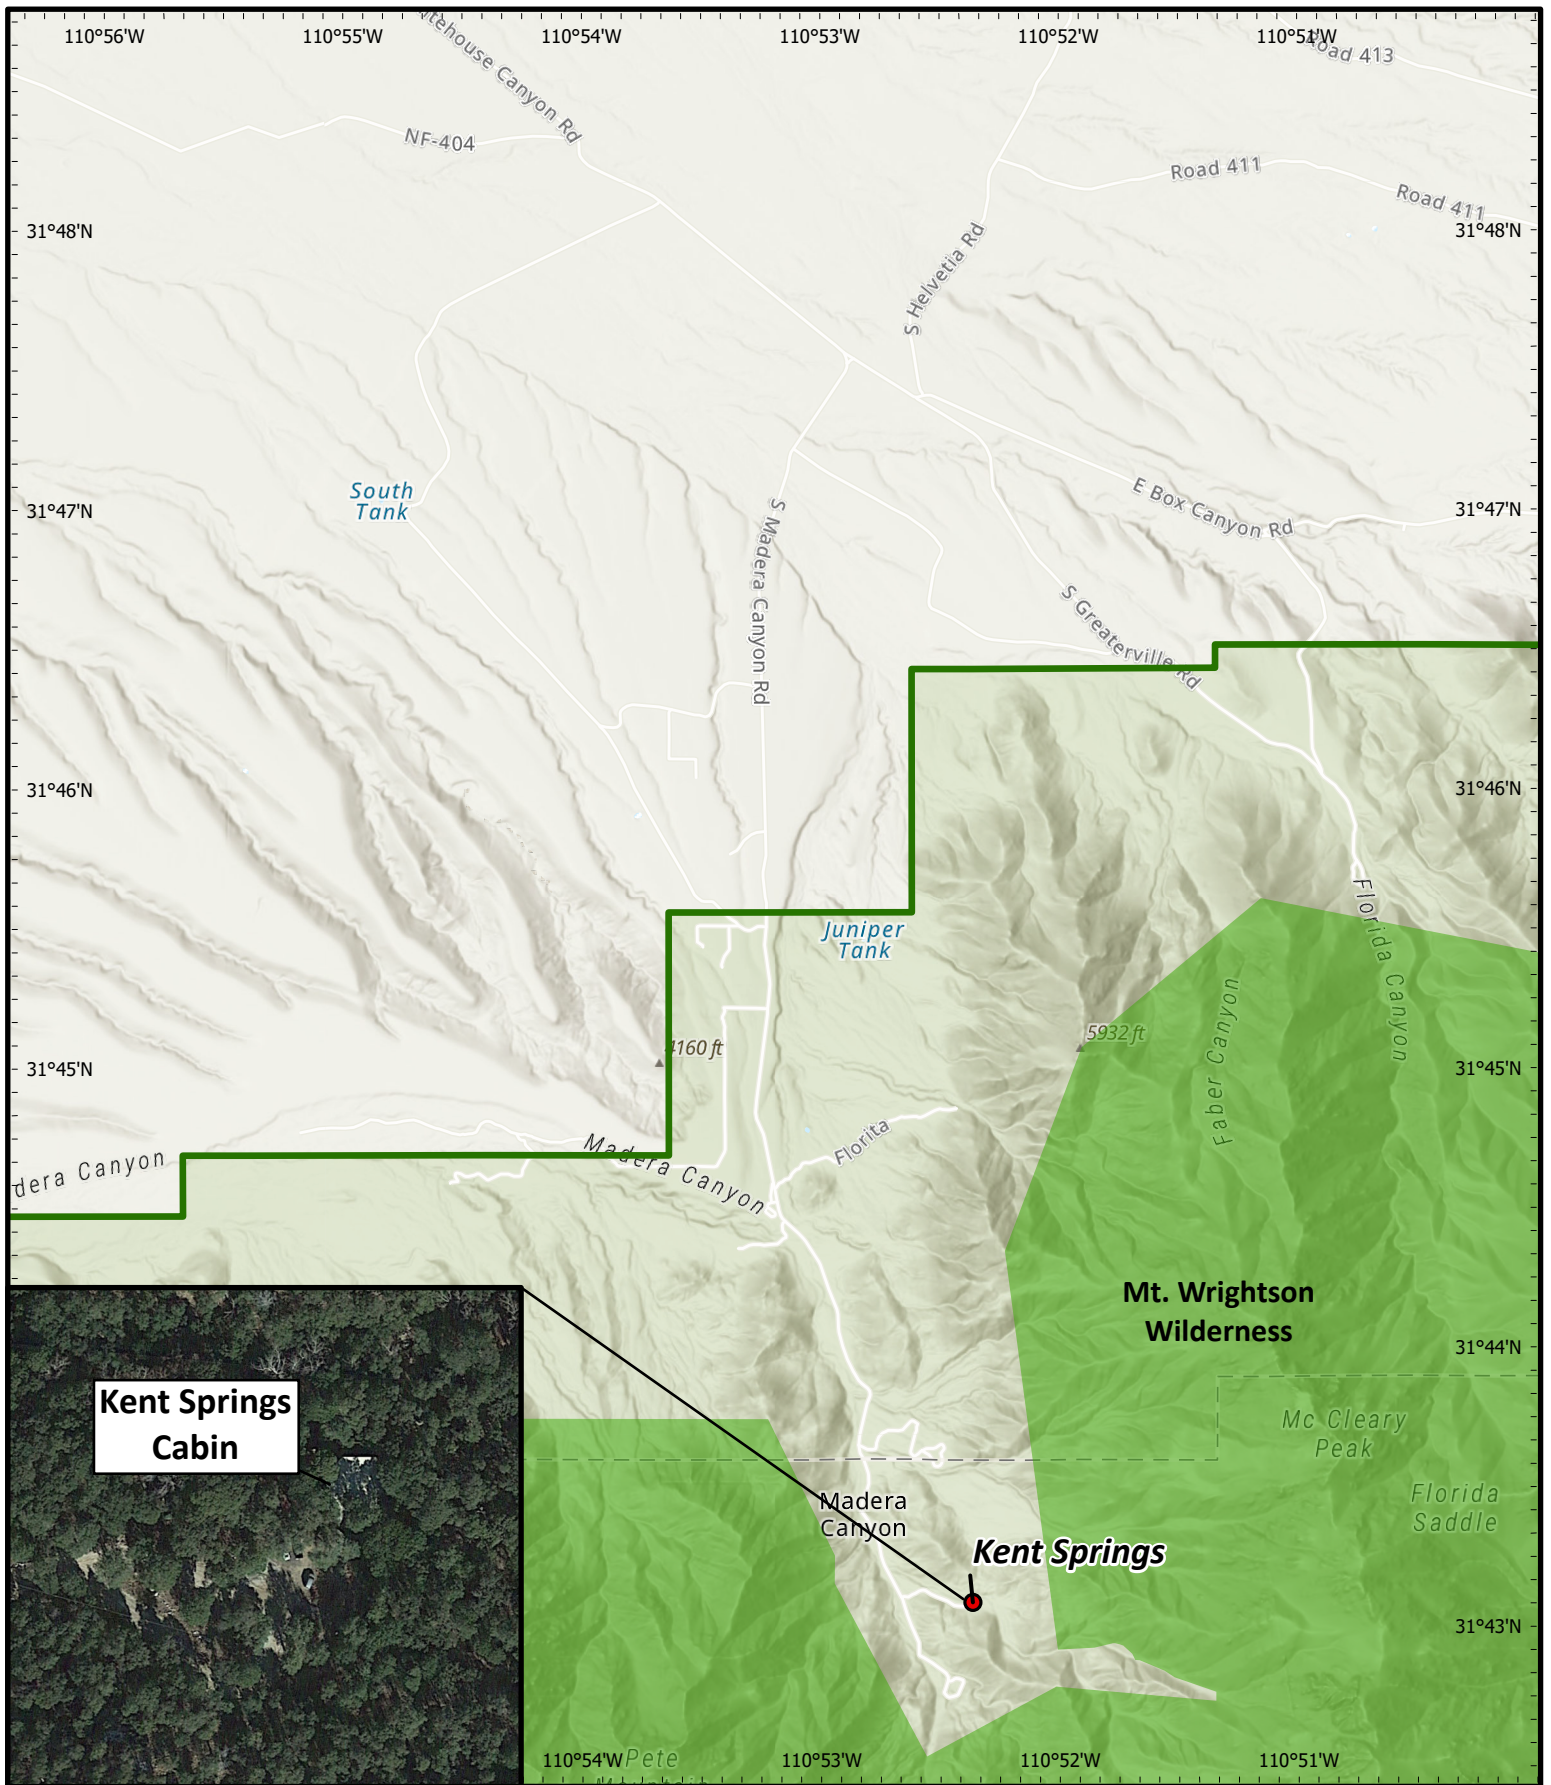 110°56'W 110°55'W 110°54'W 110°53'W 110°52'W 110°51'W
Road 413
tehouse Canyon Rd
NF-404
Road 411
Road 411
31°48'N
31°48'N
S Helvetia Rd
South
Tank
31°47'N
31°47'N
E Box Canyon Rd
S Madera Canyon Rd
S Greaterville Rd
31°46'N
31°46'N
Florida Canyon
Juniper
Tank
Faber Canyon
5932 ft
4160 ft
31°45'N
31°45'N
Florita
Madera Canyon
dera Canyon
Mt. Wrightson
Wilderness
31°44'N
Kent Springs
Cabin
Mc Cleary
Peak
Florida
Saddle
Madera
Canyon
Kent Springs
31°43'N
110°54'W 110°53'W 110°52'W 110°51'W
Pete